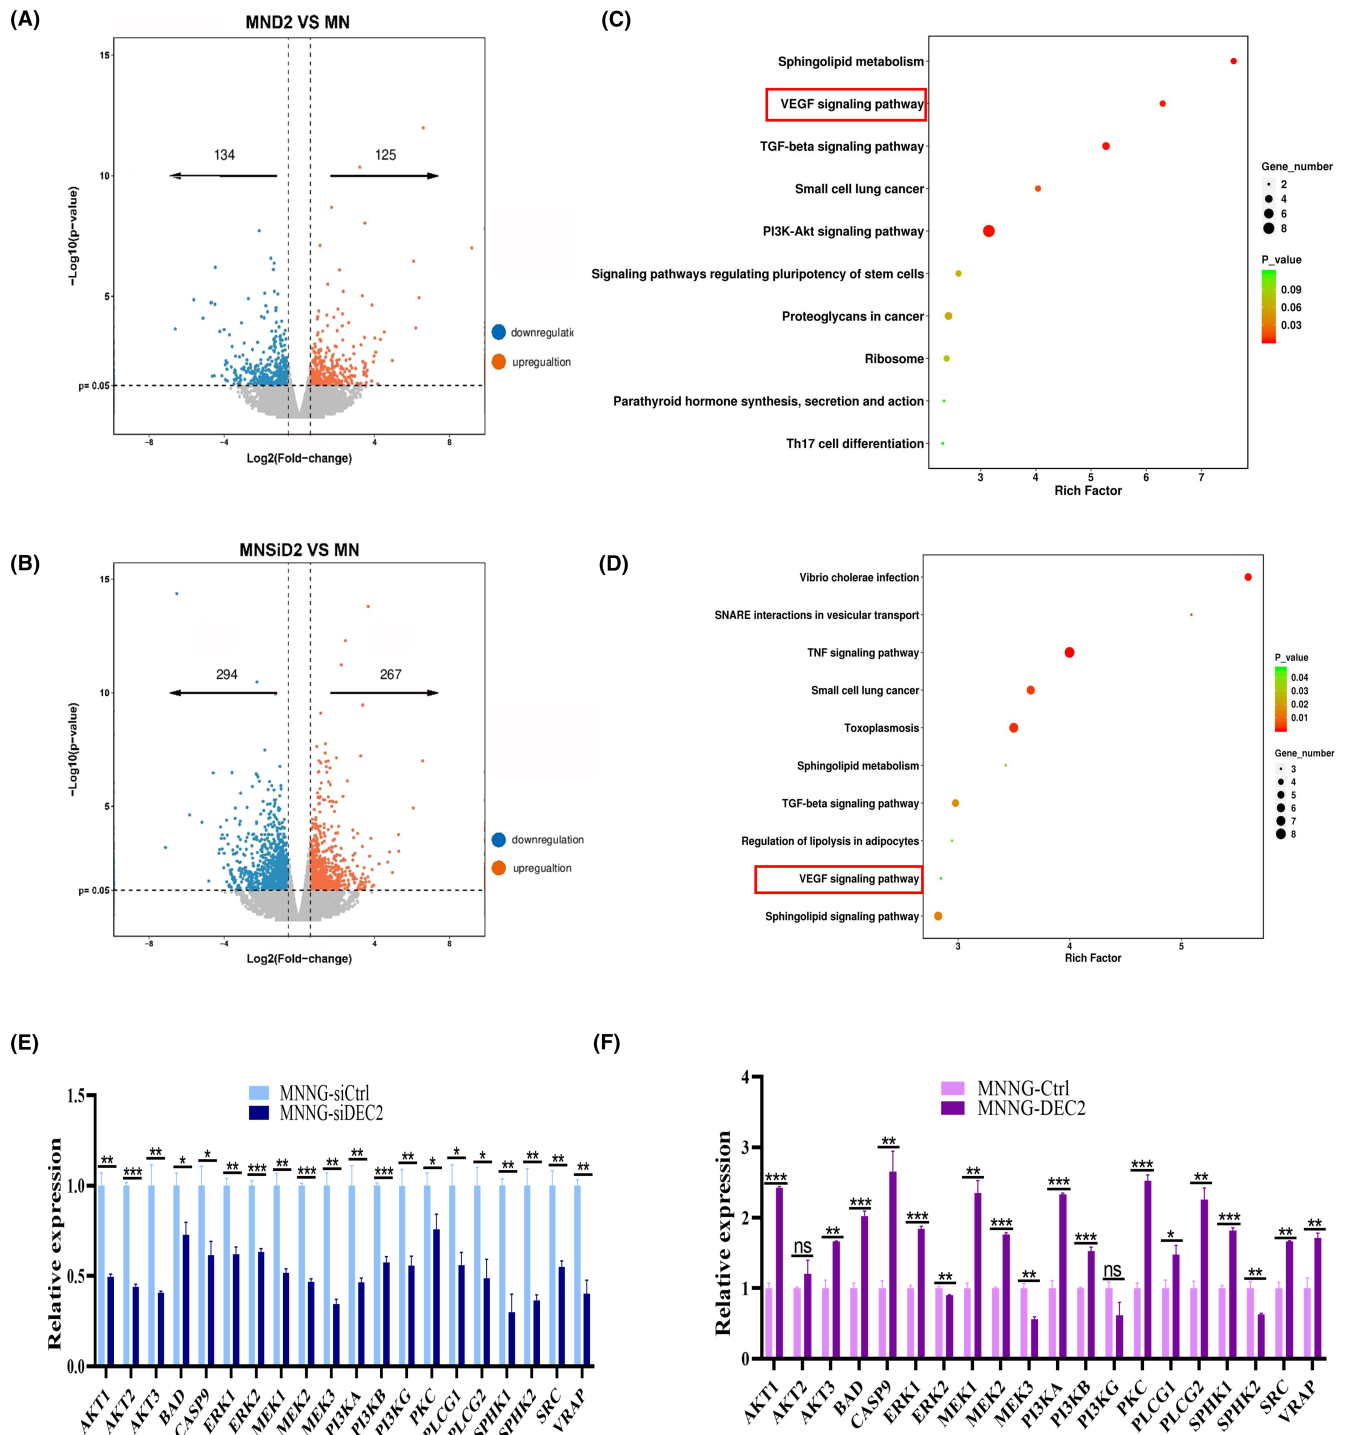 (A)
MND2 VS MN
15
10
5
p= 0.05
134
125
−Log10(p−value)
−8
−4
4
8
Log2(Fold−change)
downregulatic
upregualtion
(C)
Sphingolipid metabolism
VEGF signaling pathway
TGF-beta signaling pathway
Small cell lung cancer
PI3K-Akt signaling pathway
Signaling pathways regulating pluripotency of stem cells
Proteoglycans in cancer
Ribosome
Parathyroid hormone synthesis, secretion and action
Th17 cell differentiation
3 4 5 6 7
Rich Factor
Gene_number
2
4
6
8
P_value
0.09
0.06
0.03
(B)
MNSiD2 VS MN
15
10
5
p= 0.05
294
267
−Log10(p−value)
−8
−4
4
8
Log2(Fold−change)
downregulation
upregualtion
(D)
Vibrio cholerae infection
SNARE interactions in vesicular transport
TNF signaling pathway
Small cell lung cancer
Toxoplasmosis
Sphingolipid metabolism
TGF-beta signaling pathway
Regulation of lipolysis in adipocytes
VEGF signaling pathway
Sphingolipid signaling pathway
3 4 5
Rich Factor
P_value
0.04
0.02
0.01
Gene_number
3
4
5
6
7
8
(E)
MNNG-siCtrl
MNNG-siDEC2
Relative expression
1.5
1.0
0.5
0.0
** *** ** * * ** *** ** *** ** ** *** ** * * * ** ** ** **
AKT1 AKT2 AKT3 BAD CASP9 ERK1 ERK2 MEK1 MEK2 MEK3 PI3KA PI3KB PI3KG PKC PLCG1 PLCG2 SPHK1 SPHK2 SRC VRAP
(F)
MNNG-Ctrl
MNNG-DEC2
Relative expression
4
3
2
1
0
*** ns ** *** ** *** ** ** *** ** *** *** ns *** * ** *** ** ** **
AKT1 AKT2 AKT3 BAD CASP9 ERK1 ERK2 MEK1 MEK2 MEK3 PI3KA PI3KB PI3KG PKC PLCG1 PLCG2 SPHK1 SPHK2 SRC VRAP